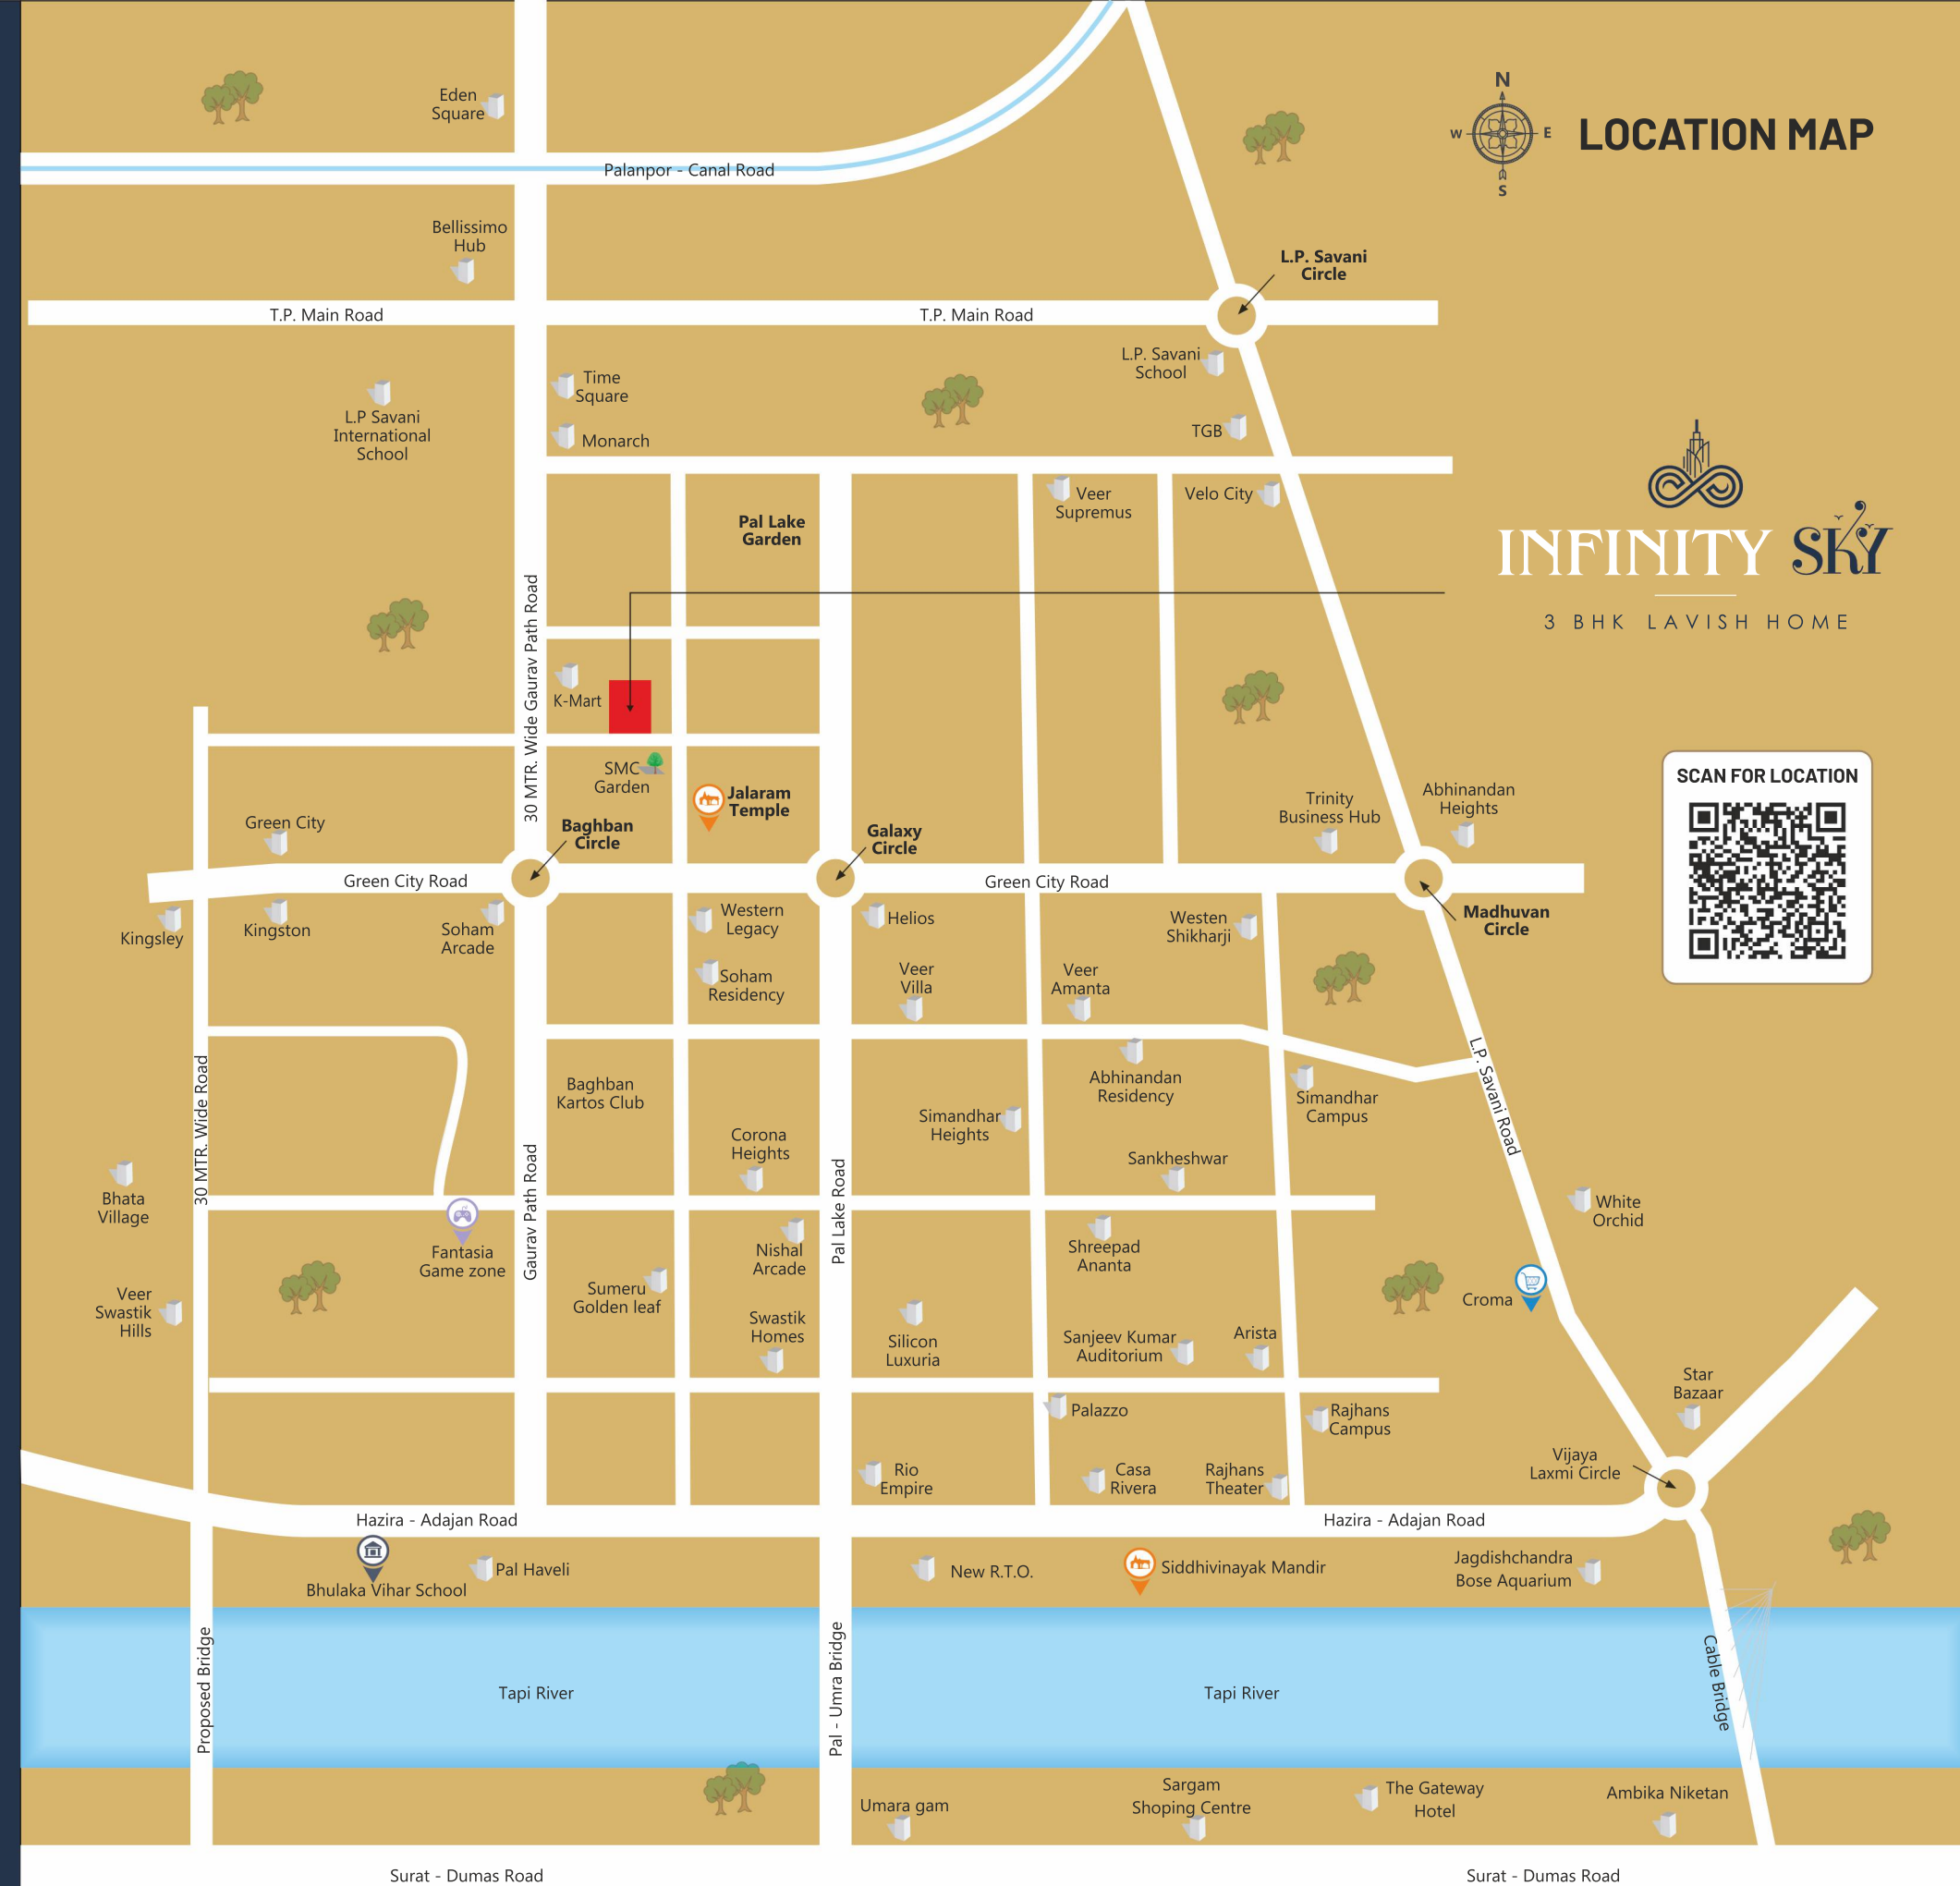 N
W
E
S
LOCATION MAP
Eden
Square
Palanpor - Canal Road
Bellissimo
Hub
L.P. Savani
Circle
T.P. Main Road
T.P. Main Road
L.P. Savani
School
Time
Square
L.P Savani
International
School
Monarch
TGB
Veer
Supremus
Velo City
Pal Lake
Garden
INFINITY SKY
3 BHK LAVISH HOME
30 MTR. Wide Gaurav Path Road
K-Mart
SMC
Garden
Jalaram
Temple
SCAN FOR LOCATION
Abhinandan
Heights
Trinity
Business Hub
Green City
Baghban
Circle
Galaxy
Circle
Green City Road
Green City Road
Madhuvan
Circle
Kingsley
Kingston
Soham
Arcade
Western
Legacy
Helios
Westen
Shikharji
Soham
Residency
Veer
Villa
Veer
Amanta
30 MTR. Wide Road
Baghban
Kartos Club
Abhinandan
Residency
Simandhar
Campus
L.P. Savani Road
Simandhar
Heights
Corona
Heights
Sankheshwar
Bhata
Village
Gaurav Path Road
Pal Lake Road
White
Orchid
Fantasia
Game zone
Nishal
Arcade
Shreepad
Ananta
Sumeru
Golden leaf
Croma
Veer
Swastik
Hills
Swastik
Homes
Silicon
Luxuria
Sanjeev Kumar
Auditorium
Arista
Star
Bazaar
Palazzo
Rajhans
Campus
Vijaya
Laxmi Circle
Rio
Empire
Casa
Rivera
Rajhans
Theater
Hazira - Adajan Road
Hazira - Adajan Road
Bhulaka Vihar School
Pal Haveli
New R.T.O.
Siddhivinayak Mandir
Jagdishchandra
Bose Aquarium
Proposed Bridge
Tapi River
Pal - Umra Bridge
Tapi River
Cable Bridge
Umara gam
Sargam
Shoping Centre
The Gateway
Hotel
Ambika Niketan
Surat - Dumas Road
Surat - Dumas Road